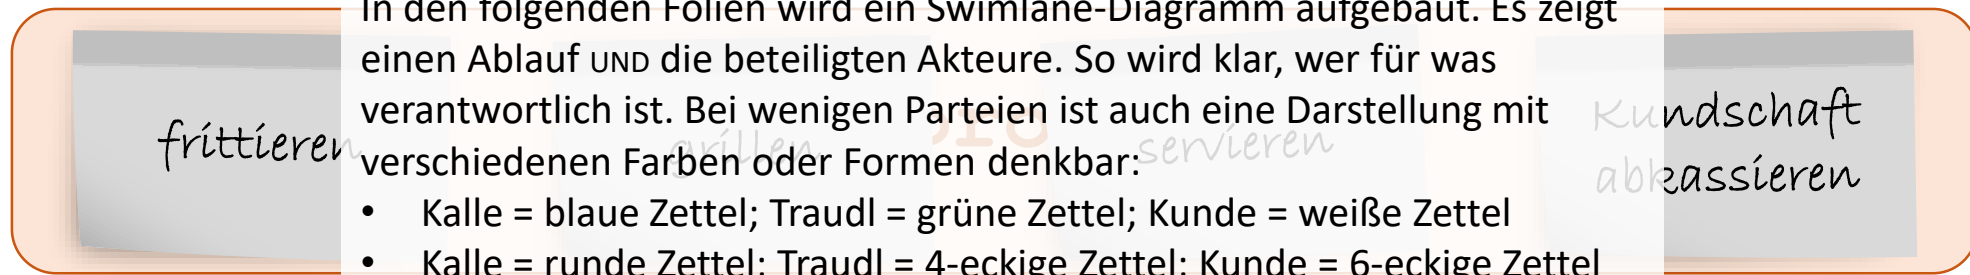 In den folgenden Folien wird ein Swimlane-Diagramm aufgebaut. Es zeigt
einen Ablauf UND die beteiligten Akteure. So wird klar, wer für was
verantwortlich ist. Bei wenigen Parteien ist auch eine Darstellung mit
verschiedenen Farben oder Formen denkbar:
• Kalle = blaue Zettel; Traudl = grüne Zettel; Kunde = weiße Zettel
• Kalle = runde Zettel; Traudl = 4-eckige Zettel; Kunde = 6-eckige Zettel
frittieren
grillen
servieren
Kundschaft
abkassieren